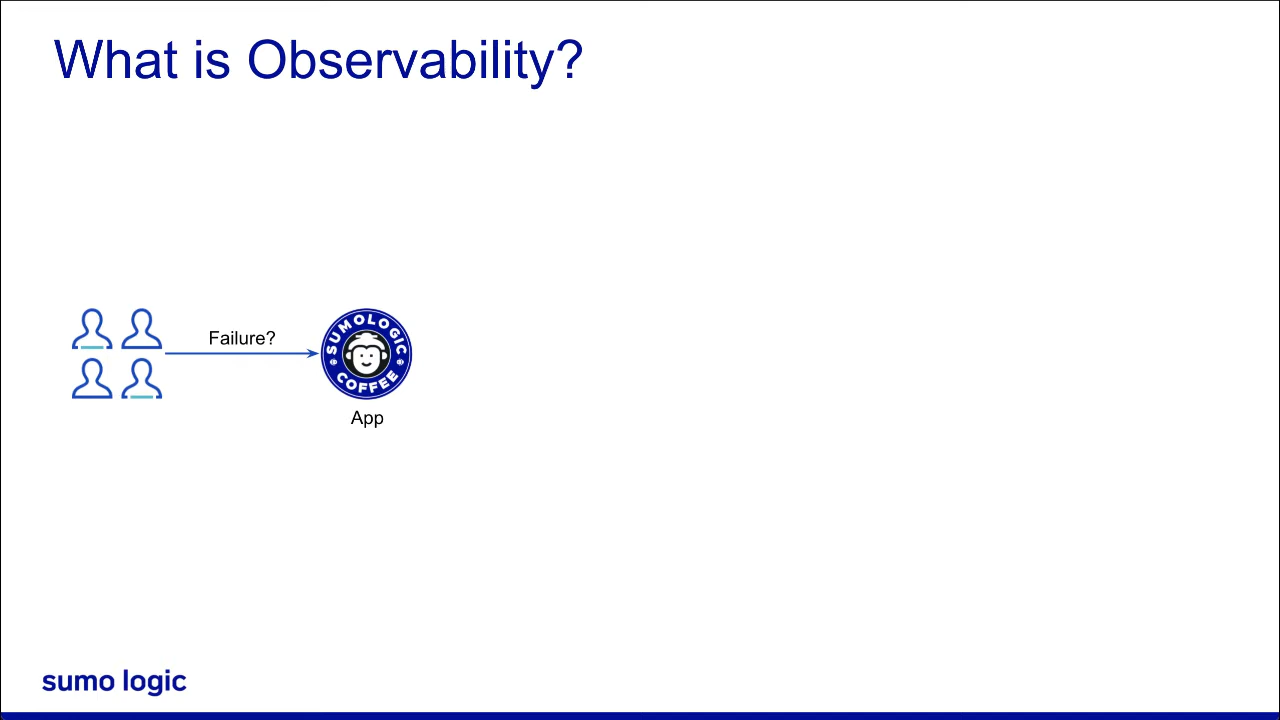 What is Observability?
Failure?
SUMOLOGIC
COFFEE
App
sumo logic